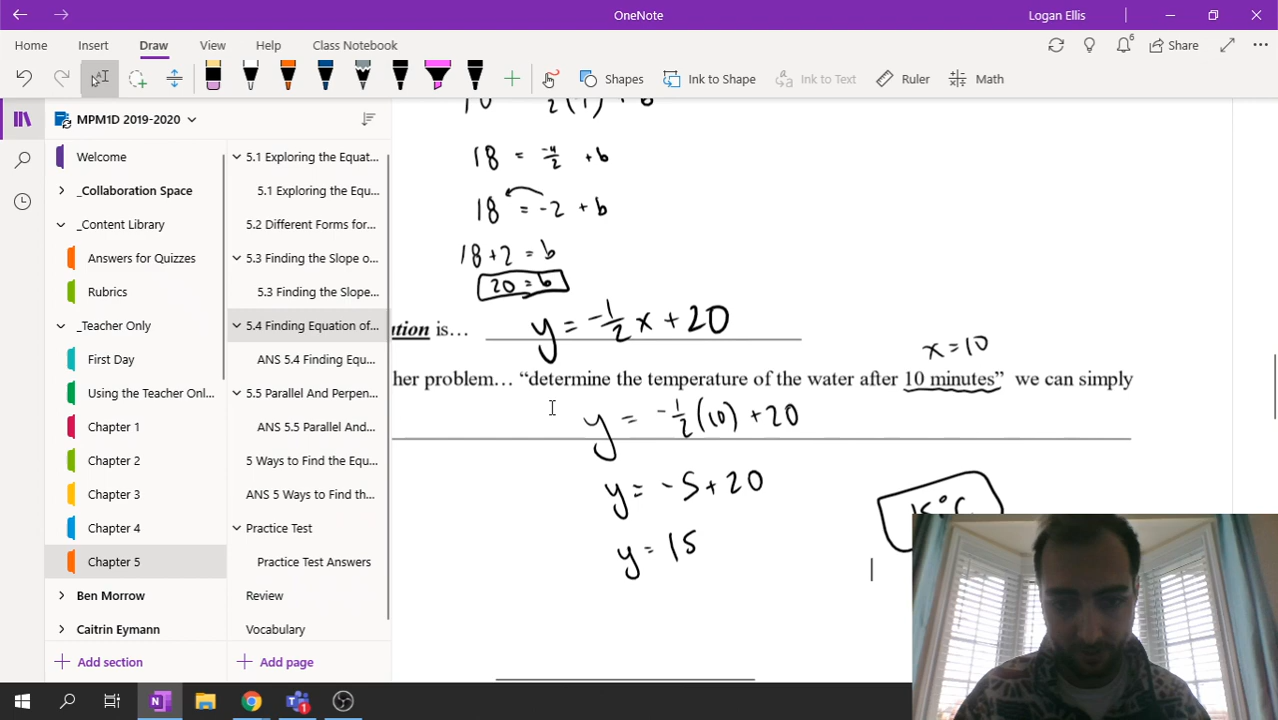 OneNote
Logan Ellis
Home Insert Draw View Help Class Notebook
6 Share
Shapes Ink to Shape Ink to Text Ruler Math
MPM1D 2019-2020
Welcome
_Collaboration Space
_Content Library
Answers for Quizzes
Rubrics
_Teacher Only
First Day
Using the Teacher Onl...
Chapter 1
Chapter 2
Chapter 3
Chapter 4
Chapter 5
Ben Morrow
Caitrin Eymann
Add section
5.1 Exploring the Equat...
5.1 Exploring the Equ...
5.2 Different Forms for...
5.3 Finding the Slope o...
5.3 Finding the Slope...
5.4 Finding Equation of...
ANS 5.4 Finding Equ...
5.5 Parallel And Perpen...
ANS 5.5 Parallel And...
5 Ways to Find the Equ...
ANS 5 Ways to Find th...
Practice Test
Practice Test Answers
Review
Vocabulary
Add page
18 = -4/2 + b
18 = -2 + b
18+2 = b
20 = b
ation is... y = -1/2 x + 20
x = 10
her problem... “determine the temperature of the water after 10 minutes” we can simply
y = -1/2 (10) + 20
y = -5 + 20
y = 15
15°C